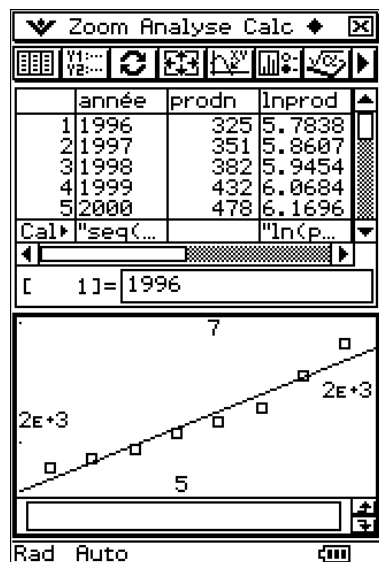 Zoom Analyse Calc
Y1:...
Y2:...
année prodn lnprod
1 1996 325 5.7838
2 1997 351 5.8607
3 1998 382 5.9454
4 1999 432 6.0684
5 2000 478 6.1696
Cal "seq(... "ln(p...
[ 1]= 1996
7
2E+3
2E+3
5
Rad Auto